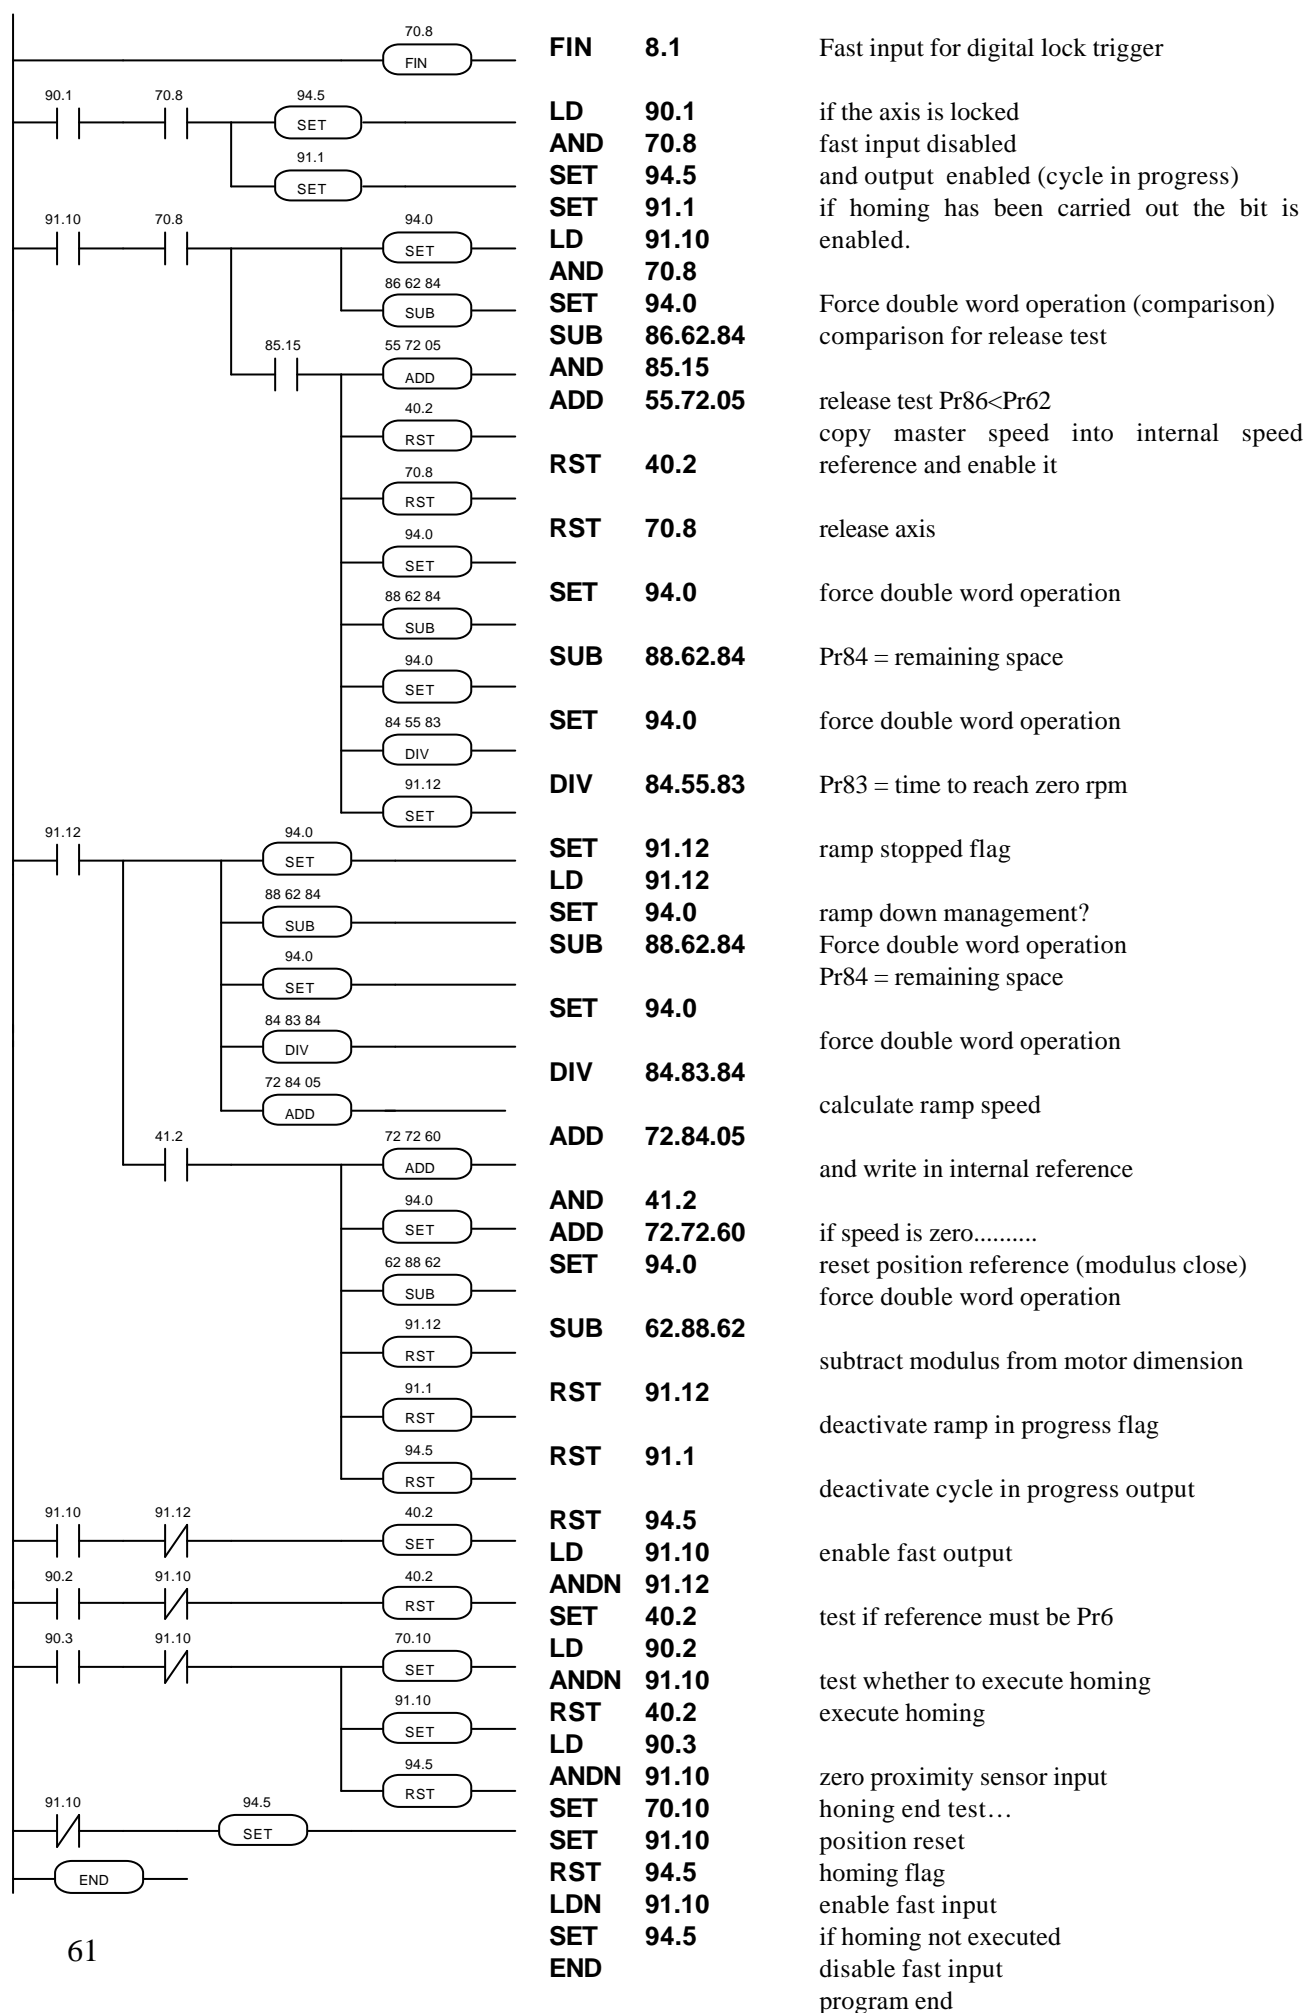 70.8
FIN
90.1 70.8 94.5
SET
91.1
SET
91.10 70.8 94.0
SET
86 62 84
SUB
85.15 55 72 05
ADD
40.2
RST
70.8
RST
94.0
SET
88 62 84
SUB
94.0
SET
84 55 83
DIV
91.12
SET
91.12 94.0
SET
88 62 84
SUB
94.0
SET
84 83 84
DIV
72 84 05
ADD
41.2 72 72 60
ADD
94.0
SET
62 88 62
SUB
91.12
RST
91.1
RST
94.5
RST
91.10 91.12 40.2
SET
90.2 91.10 40.2
RST
90.3 91.10 70.10
SET
91.10
SET
94.5
RST
91.10 94.5
SET
END
FIN 8.1 Fast input for digital lock trigger
LD 90.1 if the axis is locked
AND 70.8 fast input disabled
SET 94.5 and output enabled (cycle in progress)
SET 91.1 if homing has been carried out the bit is
LD 91.10 enabled.
AND 70.8
SET 94.0 Force double word operation (comparison)
SUB 86.62.84 comparison for release test
AND 85.15
ADD 55.72.05 release test Pr86<Pr62
copy master speed into internal speed
RST 40.2 reference and enable it
RST 70.8 release axis
SET 94.0 force double word operation
SUB 88.62.84 Pr84 = remaining space
SET 94.0 force double word operation
DIV 84.55.83 Pr83 = time to reach zero rpm
SET 91.12 ramp stopped flag
LD 91.12
SET 94.0 ramp down management?
SUB 88.62.84 Force double word operation
Pr84 = remaining space
SET 94.0
force double word operation
DIV 84.83.84
calculate ramp speed
ADD 72.84.05
and write in internal reference
AND 41.2
ADD 72.72.60 if speed is zero..........
SET 94.0 reset position reference (modulus close)
force double word operation
SUB 62.88.62
subtract modulus from motor dimension
RST 91.12
deactivate ramp in progress flag
RST 91.1
deactivate cycle in progress output
RST 94.5
LD 91.10 enable fast output
ANDN 91.12
SET 40.2 test if reference must be Pr6
LD 90.2
ANDN 91.10 test whether to execute homing
RST 40.2 execute homing
LD 90.3
ANDN 91.10 zero proximity sensor input
SET 70.10 honing end test…
SET 91.10 position reset
RST 94.5 homing flag
LDN 91.10 enable fast input
SET 94.5 if homing not executed
END disable fast input
program end
61